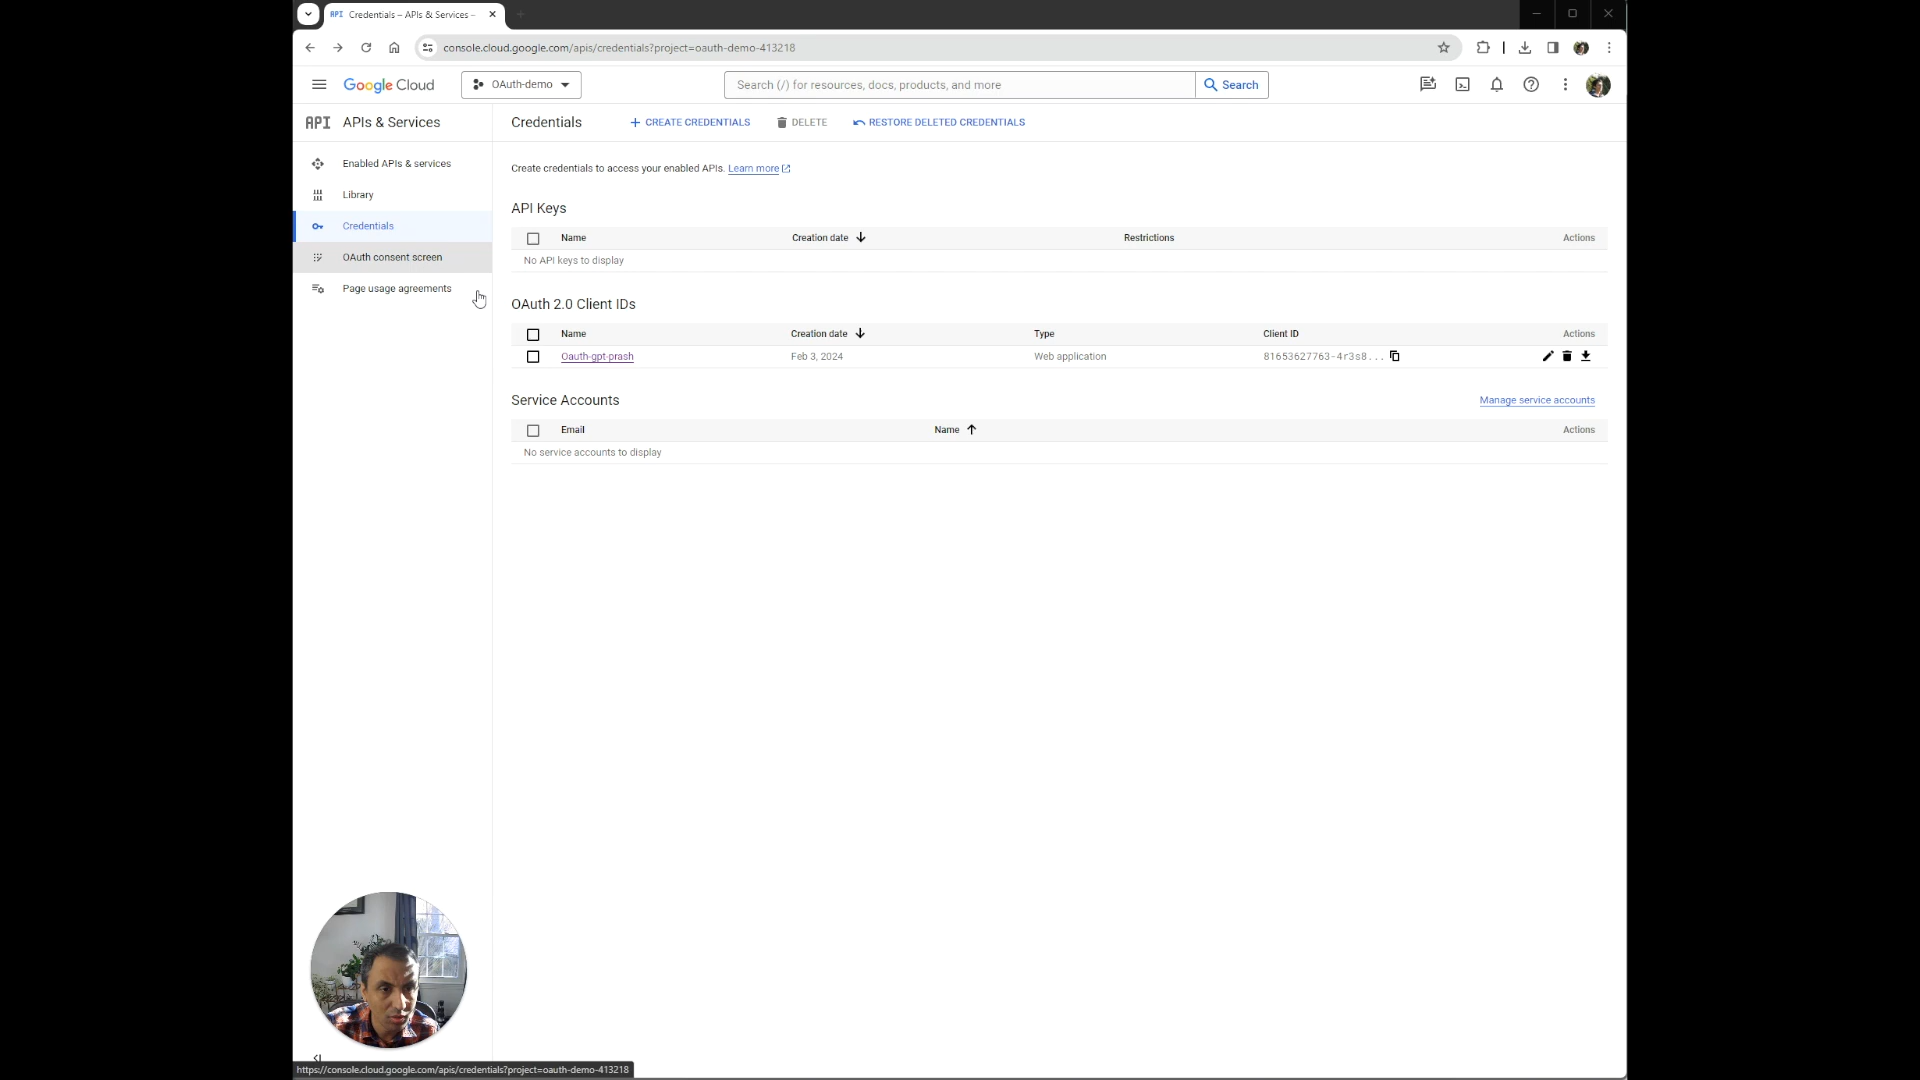 API Credentials – APIs & Services –
console.cloud.google.com/apis/credentials?project=oauth-demo-413218
Google Cloud
OAuth-demo
Search (/) for resources, docs, products, and more
Search
API APIs & Services
Credentials
CREATE CREDENTIALS
DELETE
RESTORE DELETED CREDENTIALS
Enabled APIs & services
Library
Credentials
OAuth consent screen
Page usage agreements
Create credentials to access your enabled APIs. Learn more
API Keys
Name Creation date Restrictions Actions
No API keys to display
OAuth 2.0 Client IDs
Name Creation date Type Client ID Actions
Oauth-gpt-prash Feb 3, 2024 Web application 81653627763-4r3s8...
Service Accounts
Manage service accounts
Email Name Actions
No service accounts to display
https://console.cloud.google.com/apis/credentials?project=oauth-demo-413218